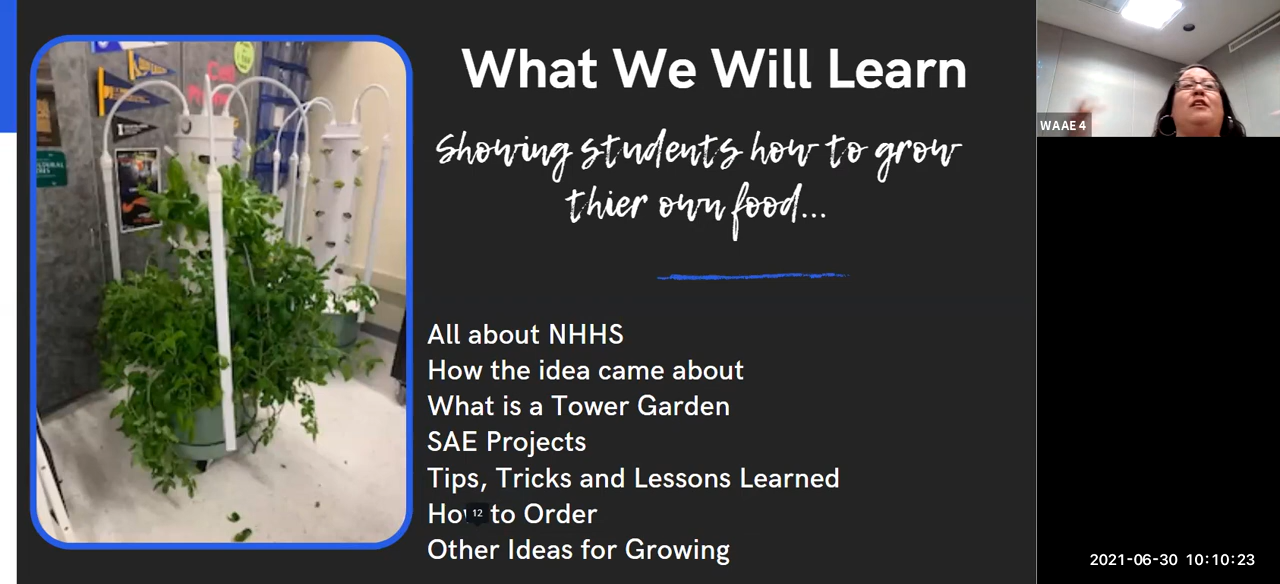 What We Will Learn
Showing students how to grow
thier own food...
All about NHHS
How the idea came about
What is a Tower Garden
SAE Projects
Tips, Tricks and Lessons Learned
How to Order
12
Other Ideas for Growing
WAAE 4
2021-06-30 10:10:23